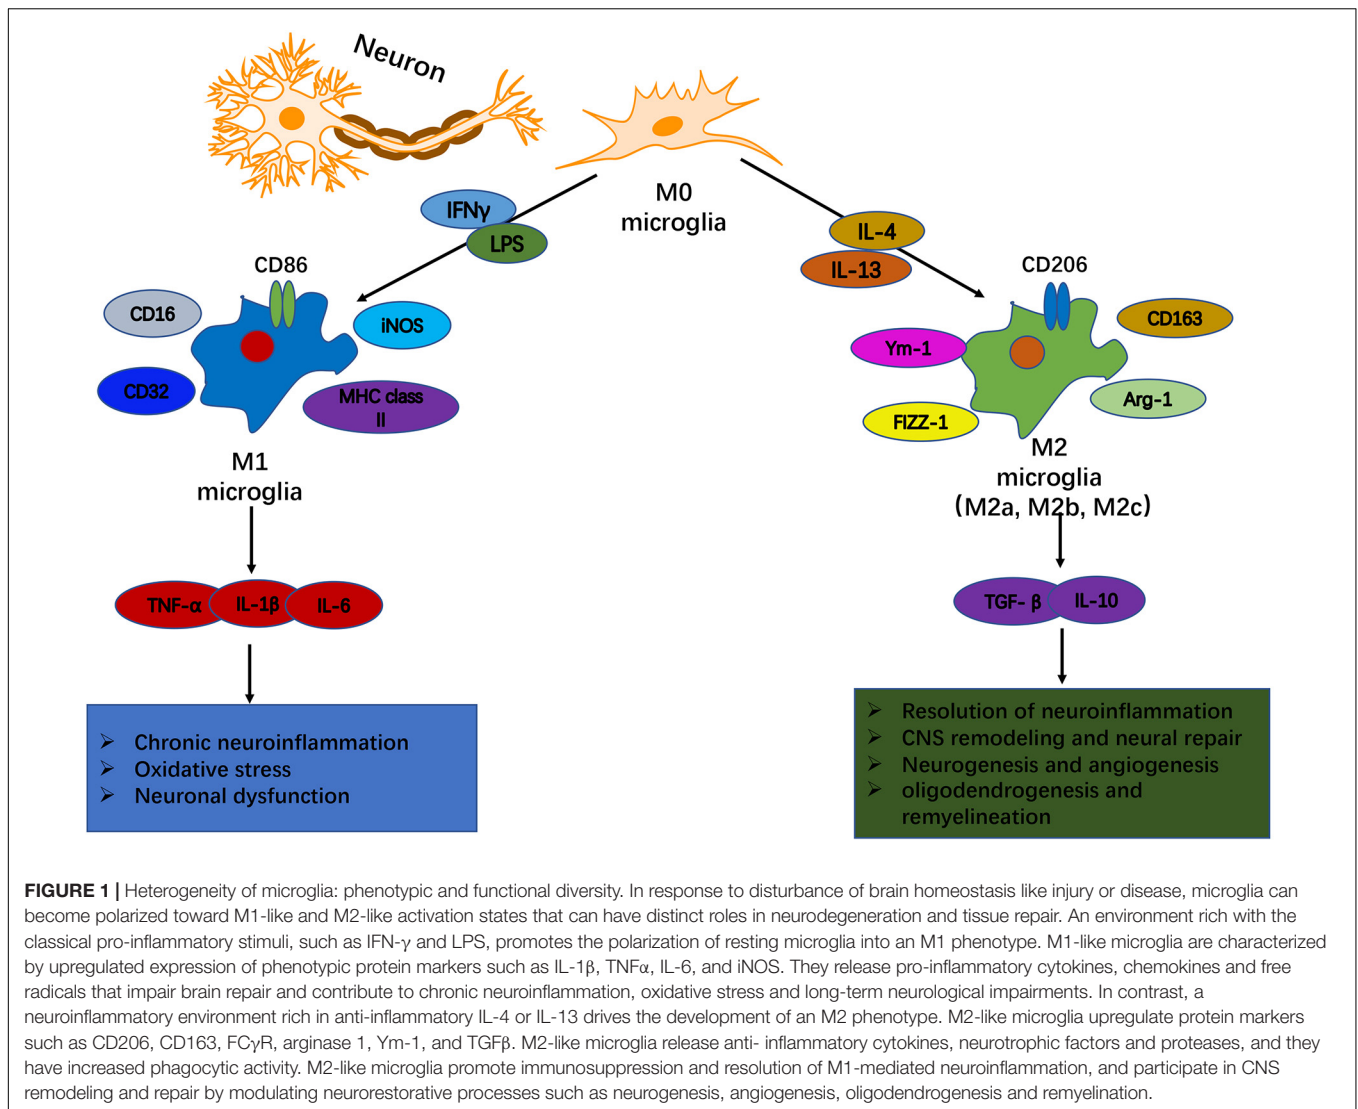 Neuron
M0
microglia
IFNγ
LPS
IL-4
IL-13
CD86
CD16
iNOS
CD32
MHC class
II
M1
microglia
CD206
CD163
Ym-1
Arg-1
FIZZ-1
M2
microglia
(M2a, M2b, M2c)
TNF-α IL-1β IL-6
TGF- β IL-10
➢ Chronic neuroinflammation
➢ Oxidative stress
➢ Neuronal dysfunction
➢ Resolution of neuroinflammation
➢ CNS remodeling and neural repair
➢ Neurogenesis and angiogenesis
➢ oligodendrogenesis and
remyelineation
FIGURE 1 | Heterogeneity of microglia: phenotypic and functional diversity. In response to disturbance of brain homeostasis like injury or disease, microglia can
become polarized toward M1-like and M2-like activation states that can have distinct roles in neurodegeneration and tissue repair. An environment rich with the
classical pro-inflammatory stimuli, such as IFN-γ and LPS, promotes the polarization of resting microglia into an M1 phenotype. M1-like microglia are characterized
by upregulated expression of phenotypic protein markers such as IL-1β, TNFα, IL-6, and iNOS. They release pro-inflammatory cytokines, chemokines and free
radicals that impair brain repair and contribute to chronic neuroinflammation, oxidative stress and long-term neurological impairments. In contrast, a
neuroinflammatory environment rich in anti-inflammatory IL-4 or IL-13 drives the development of an M2 phenotype. M2-like microglia upregulate protein markers
such as CD206, CD163, FCγR, arginase 1, Ym-1, and TGFβ. M2-like microglia release anti- inflammatory cytokines, neurotrophic factors and proteases, and they
have increased phagocytic activity. M2-like microglia promote immunosuppression and resolution of M1-mediated neuroinflammation, and participate in CNS
remodeling and repair by modulating neurorestorative processes such as neurogenesis, angiogenesis, oligodendrogenesis and remyelination.